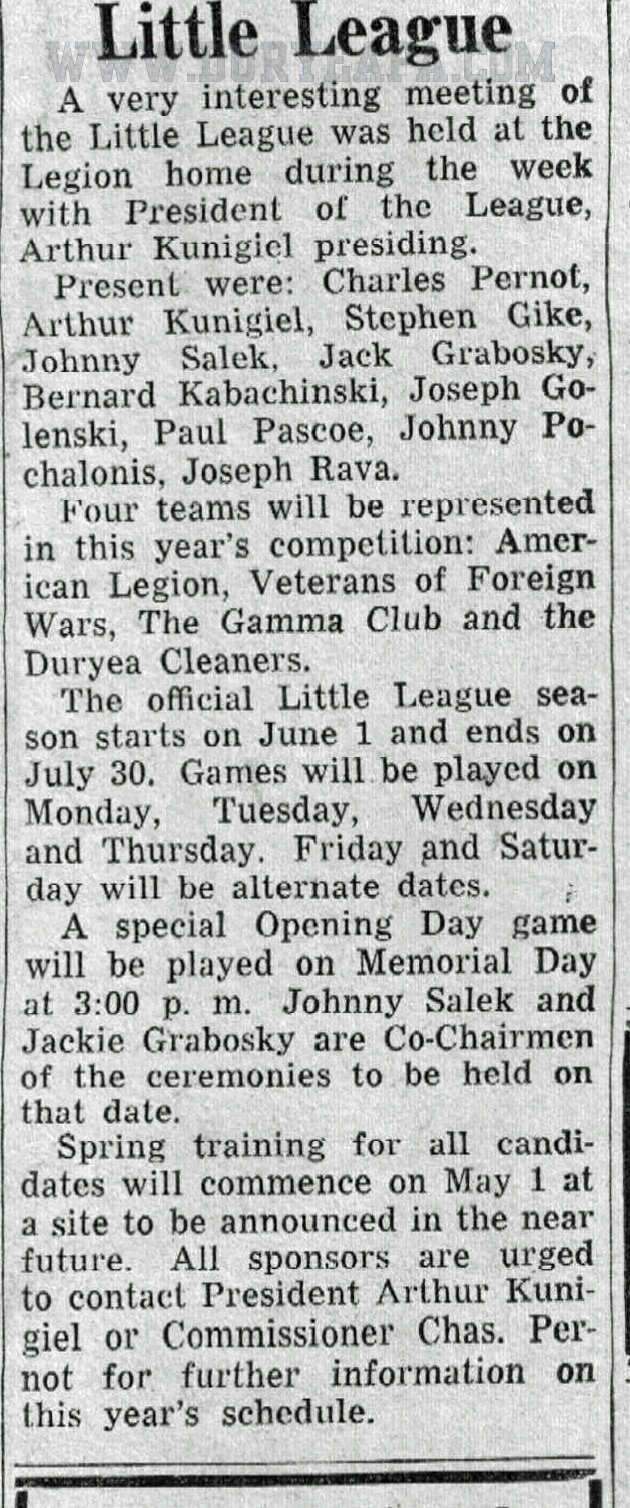 Little League
WWW.DURYEAPA.COM
A very interesting meeting of
the Little League was held at the
Legion home during the week
with President of the League,
Arthur Kunigiel presiding.
Present were: Charles Pernot,
Arthur Kunigiel, Stephen Gike,
Johnny Salek, Jack Grabosky,
Bernard Kabachinski, Joseph Go-
lenski, Paul Pascoe, Johnny Po-
chalonis, Joseph Rava.
Four teams will be represented
in this year's competition: Amer-
ican Legion, Veterans of Foreign
Wars, The Gamma Club and the
Duryea Cleaners.
The official Little League sea-
son starts on June 1 and ends on
July 30. Games will be played on
Monday, Tuesday, Wednesday
and Thursday. Friday and Satur-
day will be alternate dates.
A special Opening Day game
will be played on Memorial Day
at 3:00 p. m. Johnny Salek and
Jackie Grabosky are Co-Chairmen
of the ceremonies to be held on
that date.
Spring training for all candi-
dates will commence on May 1 at
a site to be announced in the near
future. All sponsors are urged
to contact President Arthur Kuni-
giel or Commissioner Chas. Per-
not for further information on
this year's schedule.